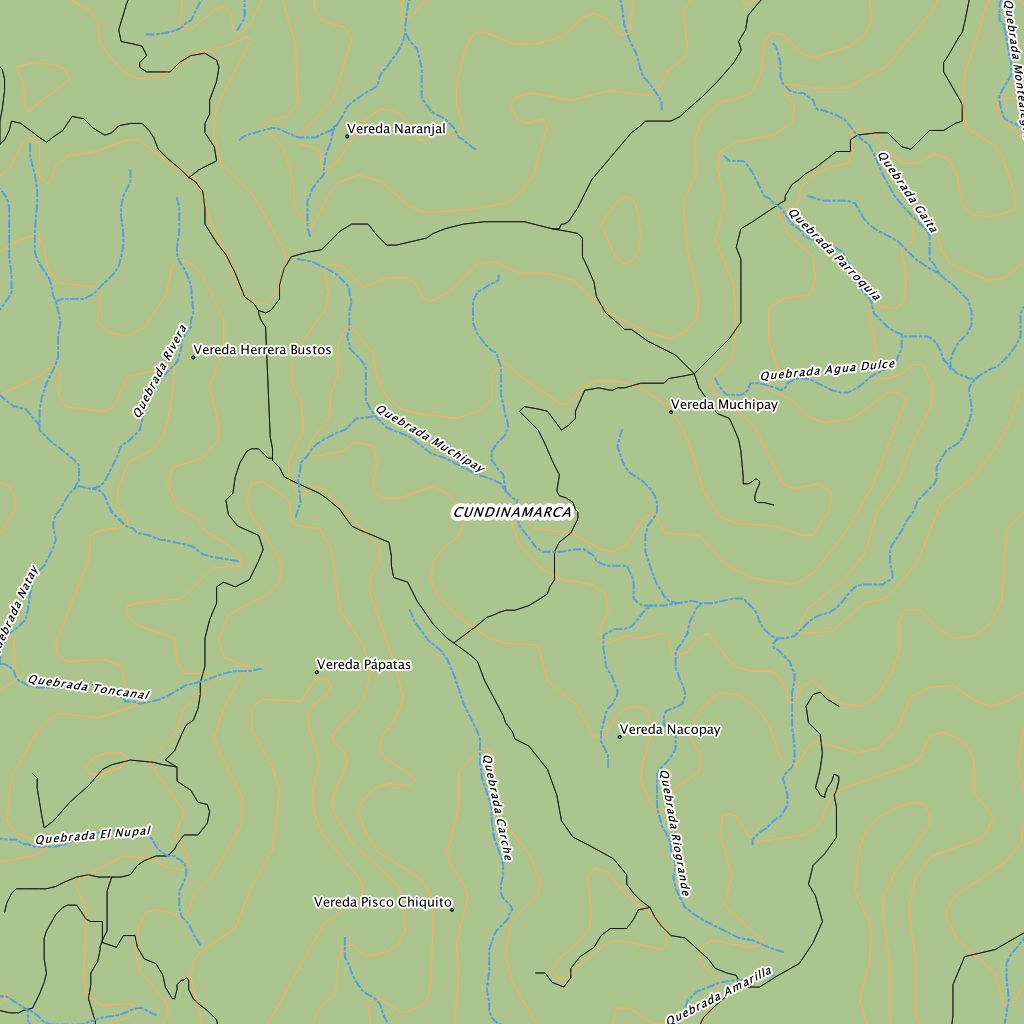 Quebrada Montealegre
Vereda Naranjal
Quebrada Gaita
Quebrada Parroquia
Quebrada Rivera
Vereda Herrera Bustos
Quebrada Agua Dulce
Vereda Muchipay
Quebrada Muchipay
CUNDINAMARCA
Quebrada Natay
Vereda Pápatas
Quebrada Toncanal
Vereda Nacopay
Quebrada Carche
Quebrada Riogrande
Quebrada El Nupal
Vereda Pisco Chiquito
Quebrada Amarilla